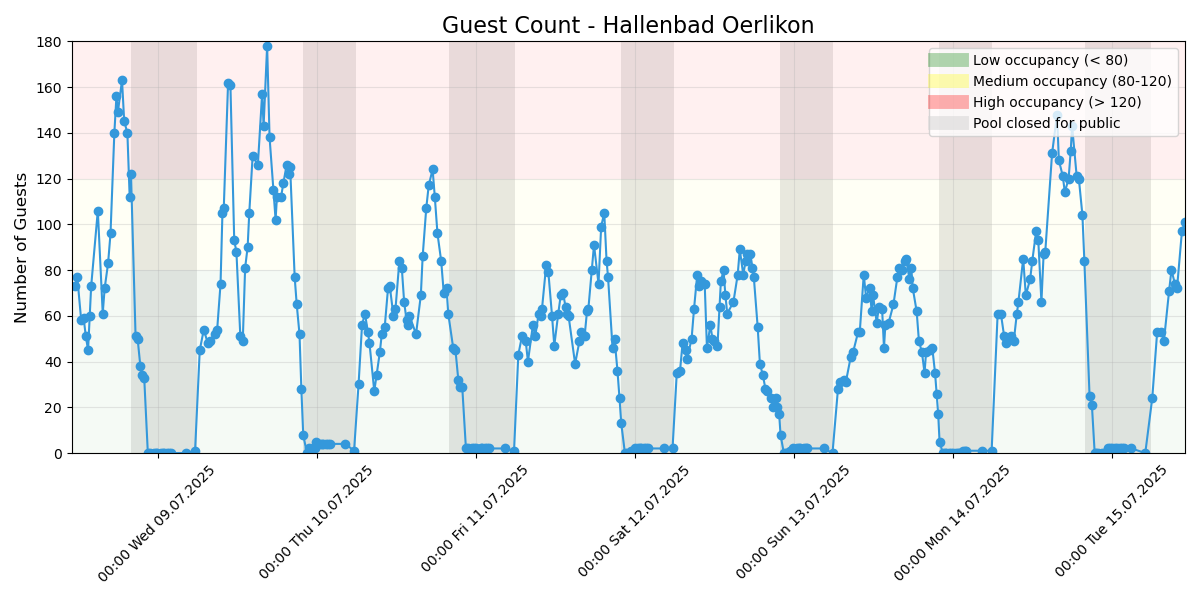 Guest Count - Hallenbad Oerlikon
Number of Guests
180
160
140
120
100
80
60
40
20
0
Low occupancy (< 80)
Medium occupancy (80-120)
High occupancy (> 120)
Pool closed for public
00:00 Wed 09.07.2025
00:00 Thu 10.07.2025
00:00 Fri 11.07.2025
00:00 Sat 12.07.2025
00:00 Sun 13.07.2025
00:00 Mon 14.07.2025
00:00 Tue 15.07.2025